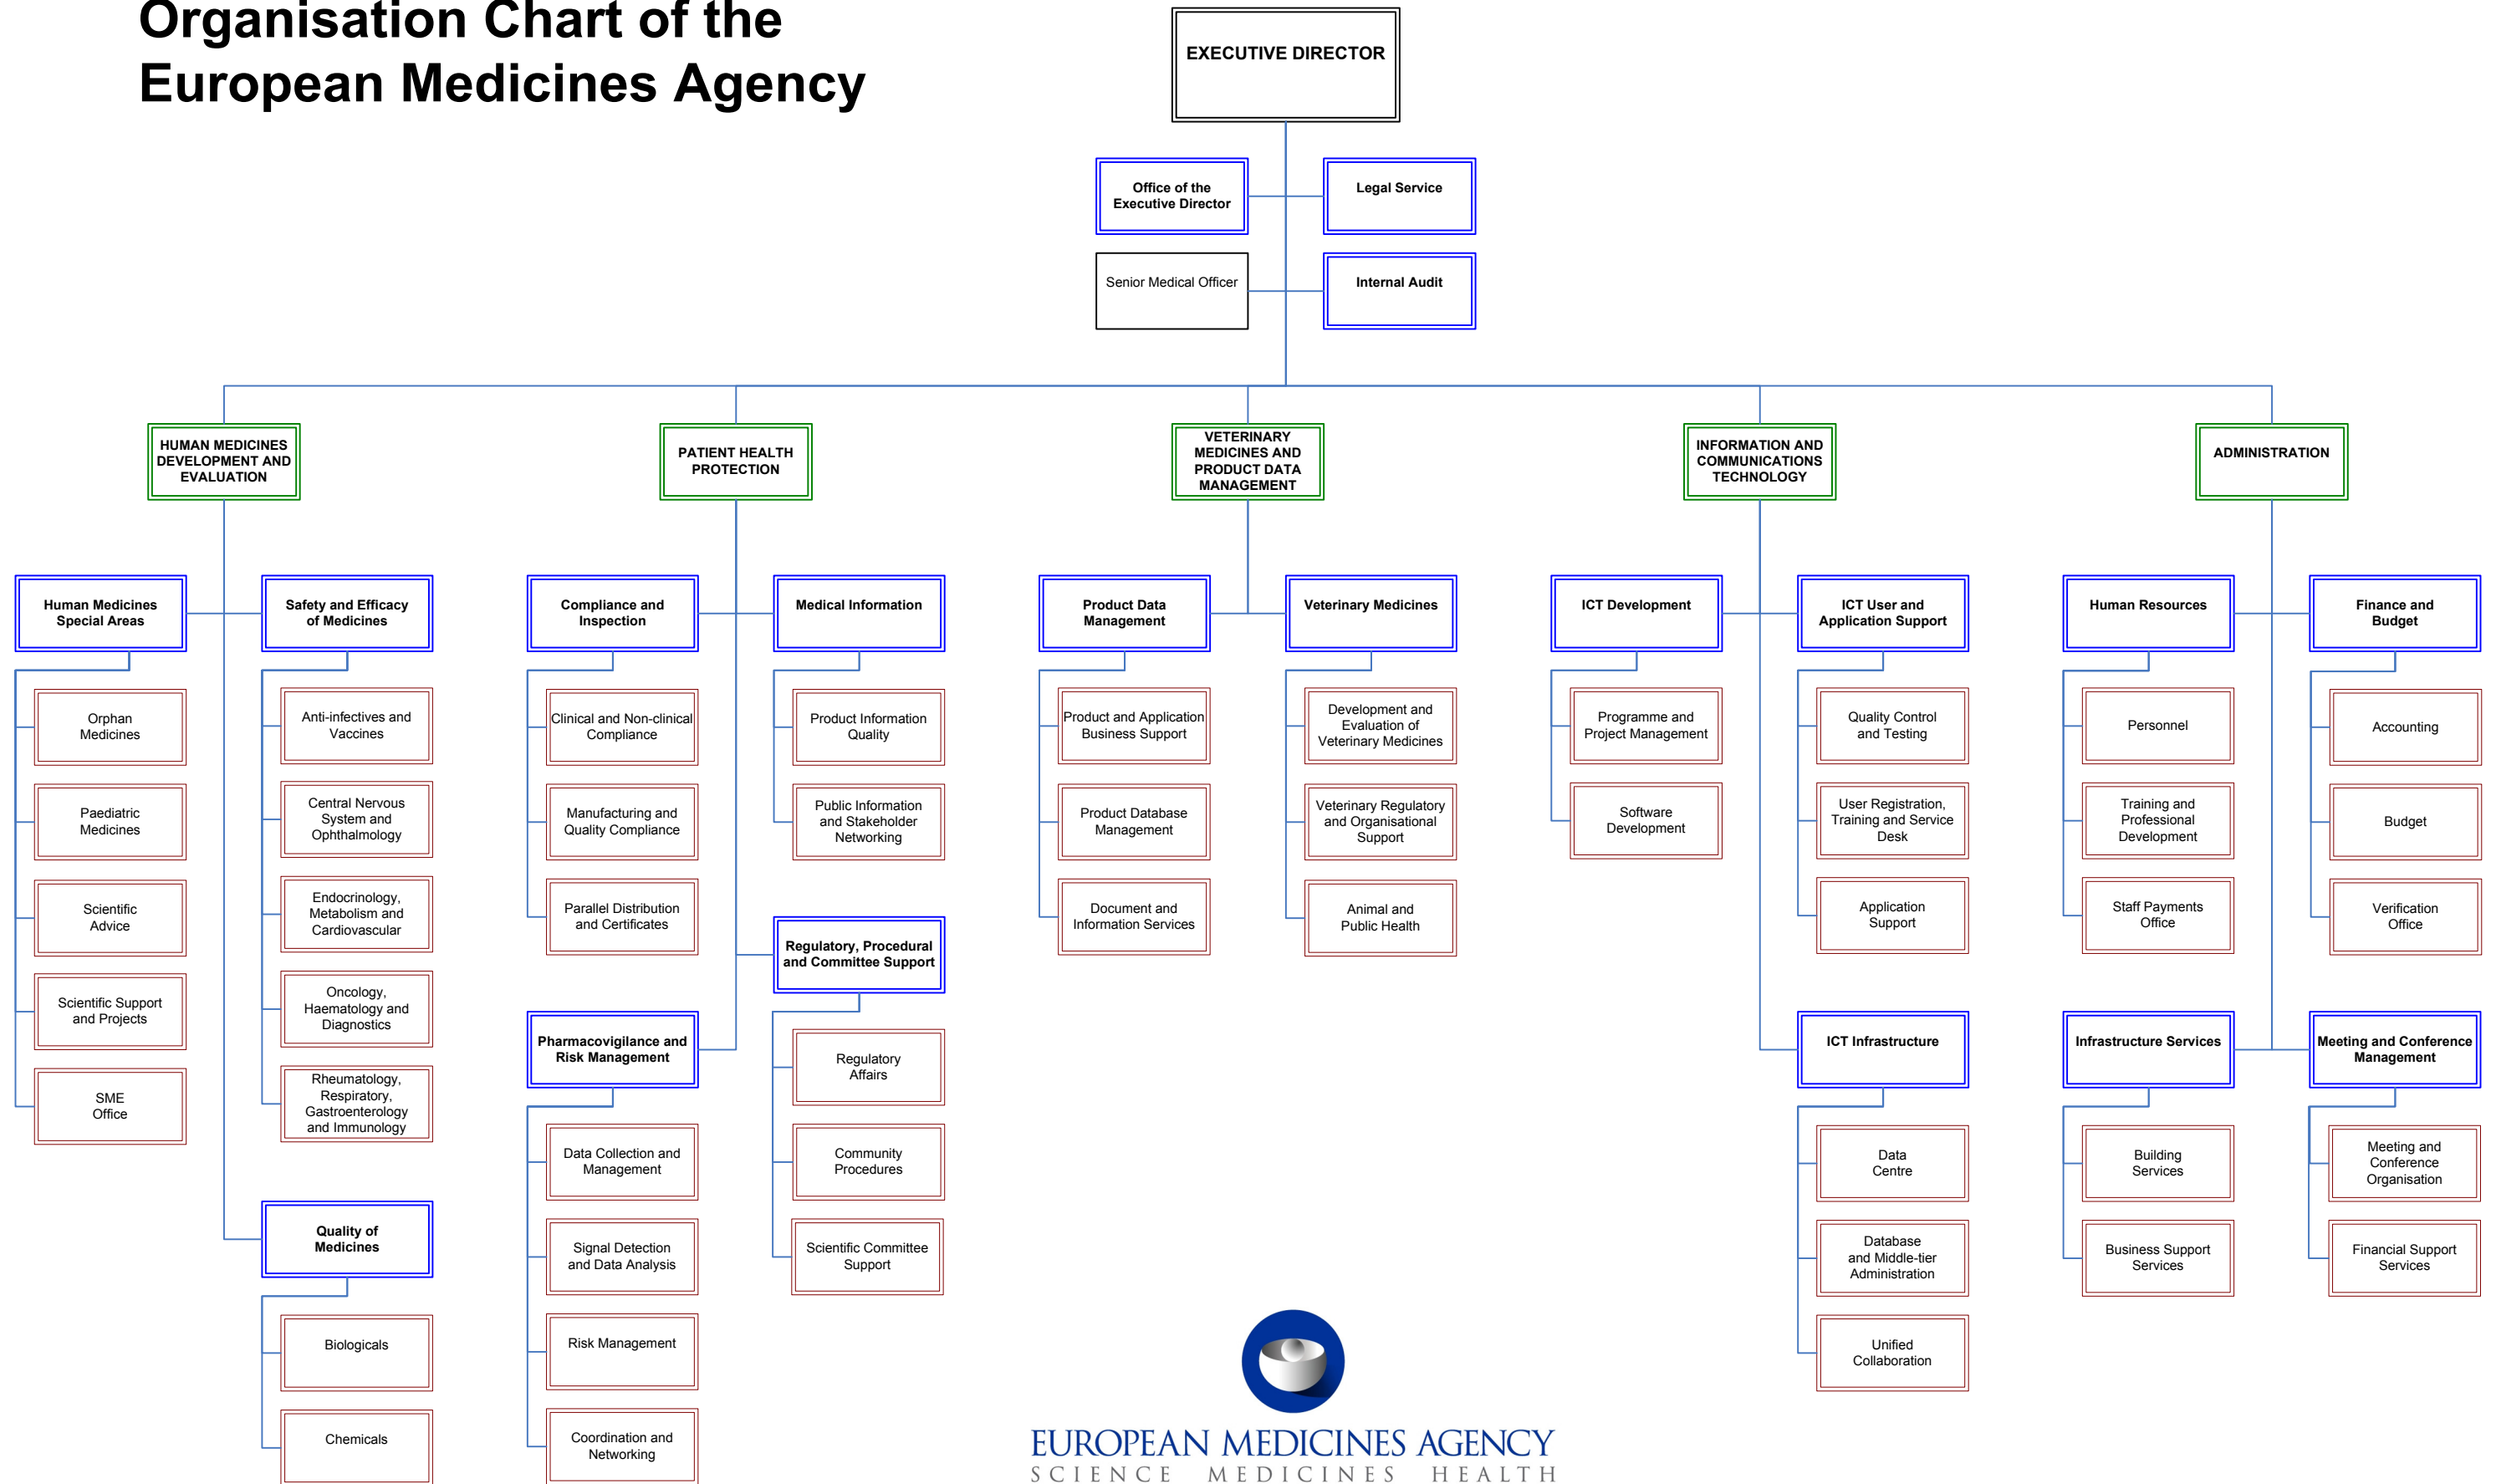 Organisation Chart of the
European Medicines Agency
EXECUTIVE DIRECTOR
Office of the
Executive Director
Legal Service
Senior Medical Officer
Internal Audit
HUMAN MEDICINES
DEVELOPMENT AND
EVALUATION
PATIENT HEALTH
PROTECTION
VETERINARY
MEDICINES AND
PRODUCT DATA
MANAGEMENT
INFORMATION AND
COMMUNICATIONS
TECHNOLOGY
ADMINISTRATION
Human Medicines
Special Areas
Orphan
Medicines
Paediatric
Medicines
Scientific
Advice
Scientific Support
and Projects
SME
Office
Safety and Efficacy
of Medicines
Anti-infectives and
Vaccines
Central Nervous
System and
Ophthalmology
Endocrinology,
Metabolism and
Cardiovascular
Oncology,
Haematology and
Diagnostics
Rheumatology,
Respiratory,
Gastroenterology
and Immunology
Quality of
Medicines
Biologicals
Chemicals
Compliance and
Inspection
Clinical and Non-clinical
Compliance
Manufacturing and
Quality Compliance
Parallel Distribution
and Certificates
Pharmacovigilance and
Risk Management
Data Collection and
Management
Signal Detection
and Data Analysis
Risk Management
Coordination and
Networking
Medical Information
Product Information
Quality
Public Information
and Stakeholder
Networking
Regulatory, Procedural
and Committee Support
Regulatory
Affairs
Community
Procedures
Scientific Committee
Support
Product Data
Management
Product and Application
Business Support
Product Database
Management
Document and
Information Services
Veterinary Medicines
Development and
Evaluation of
Veterinary Medicines
Veterinary Regulatory
and Organisational
Support
Animal and
Public Health
ICT Development
Programme and
Project Management
Software
Development
ICT User and
Application Support
Quality Control
and Testing
User Registration,
Training and Service
Desk
Application
Support
ICT Infrastructure
Data
Centre
Database
and Middle-tier
Administration
Unified
Collaboration
Human Resources
Personnel
Training and
Professional
Development
Staff Payments
Office
Infrastructure Services
Building
Services
Business Support
Services
Finance and
Budget
Accounting
Budget
Verification
Office
Meeting and Conference
Management
Meeting and
Conference
Organisation
Financial Support
Services
EUROPEAN MEDICINES AGENCY
SCIENCE MEDICINES HEALTH